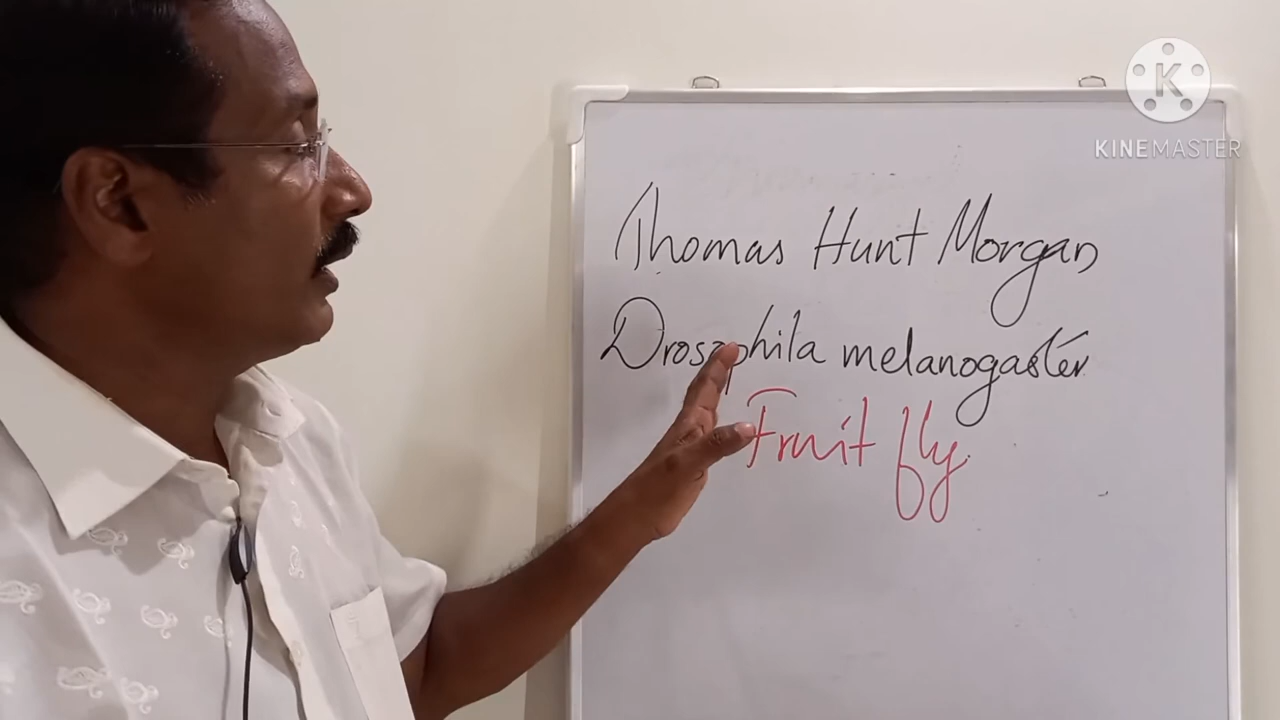 K
KINEMASTER
Thomas Hunt Morgan
Drosophila melanogaster
Fruit fly